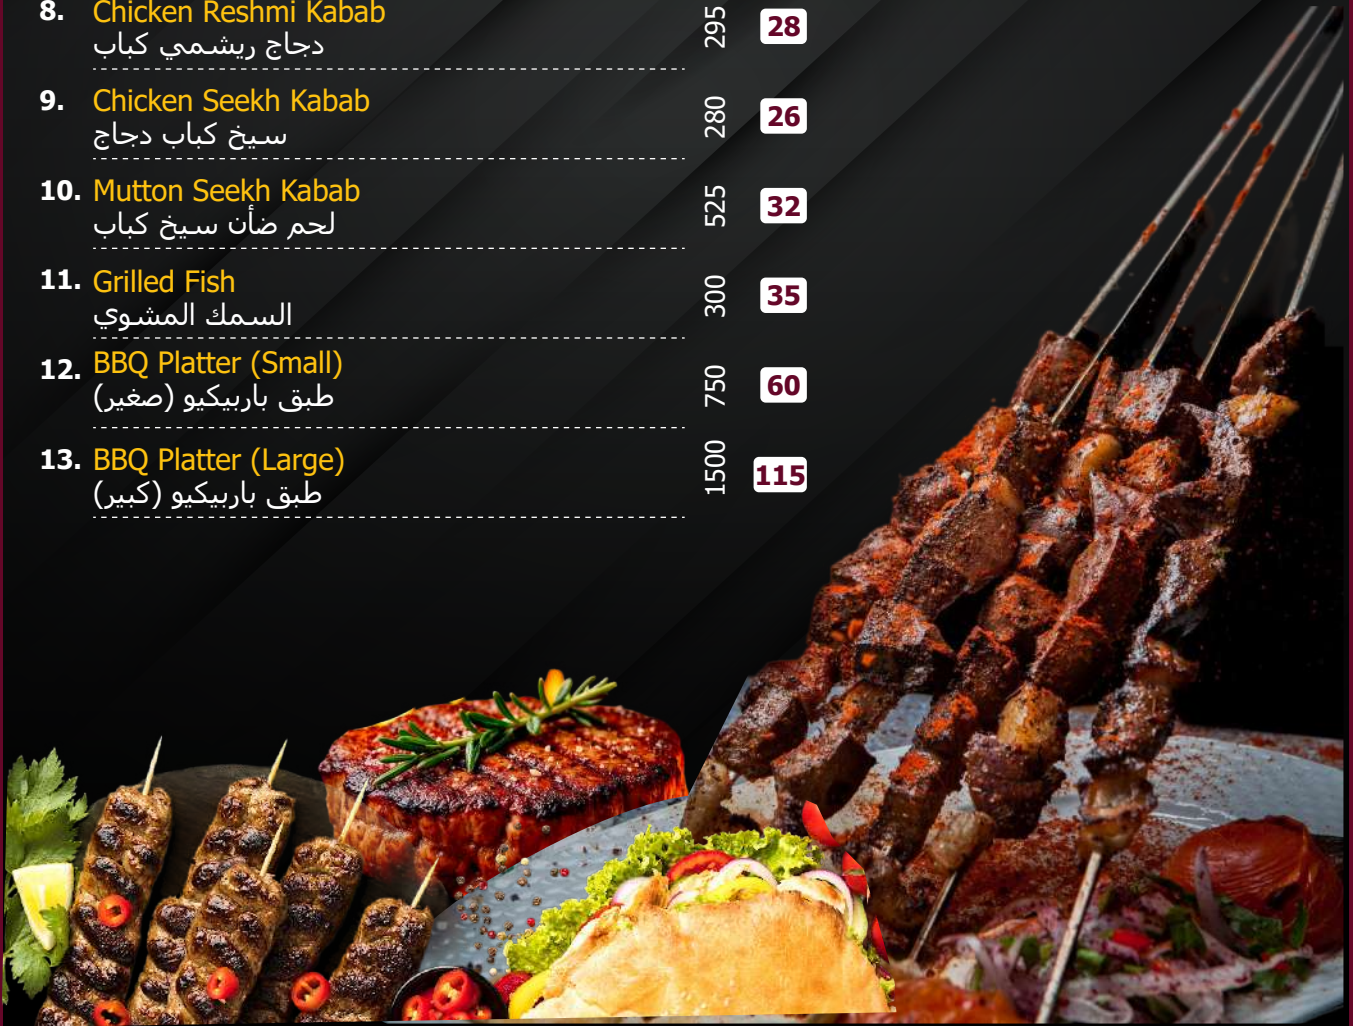 8. Chicken Reshmi Kabab 295 28
دجاج ريشمي كباب
9. Chicken Seekh Kabab 280 26
سيخ كباب دجاج
10. Mutton Seekh Kabab 525 32
لحم ضأن سيخ كباب
11. Grilled Fish 300 35
السمك المشوي
12. BBQ Platter (Small) 750 60
طبق باربيكيو (صغير)
13. BBQ Platter (Large) 1500 115
طبق باربيكيو (كبير)